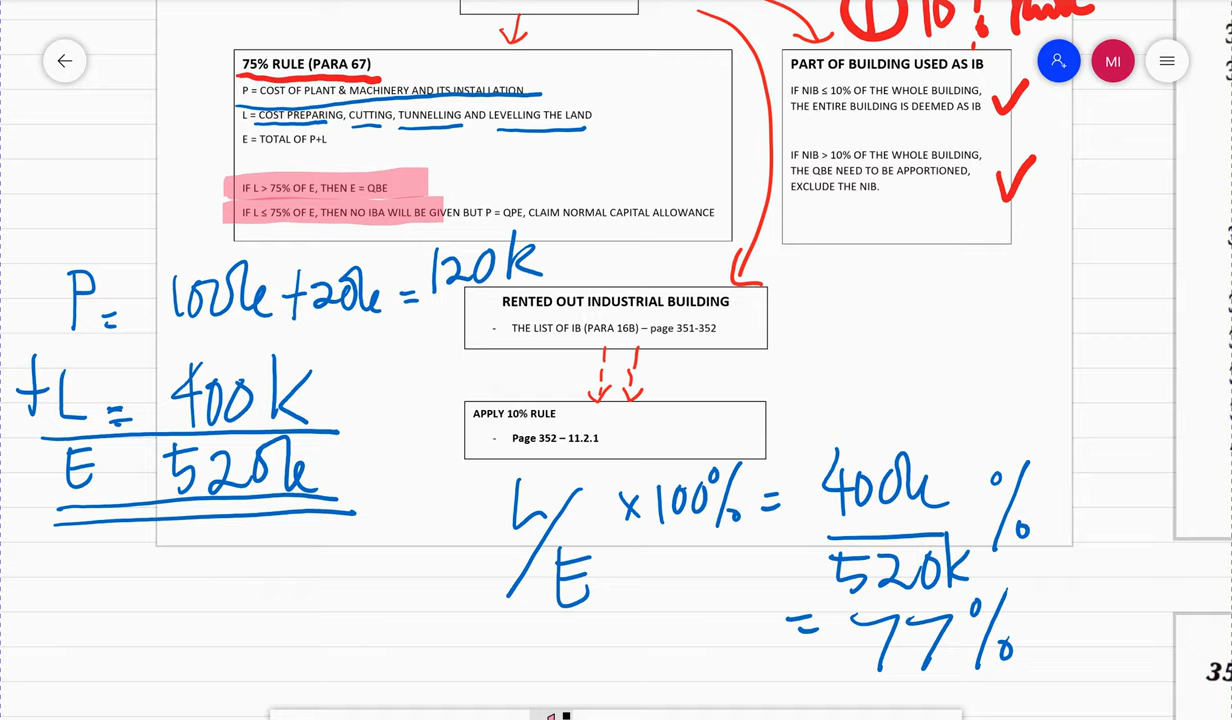 10
75% RULE (PARA 67)
P = COST OF PLANT & MACHINERY AND ITS INSTALLATION
L = COST PREPARING, CUTTING, TUNNELLING AND LEVELLING THE LAND
E = TOTAL OF P+L
IF L > 75% OF E, THEN E = QBE
IF L ≤ 75% OF E, THEN NO IBA WILL BE GIVEN BUT P = QPE, CLAIM NORMAL CAPITAL ALLOWANCE
PART OF BUILDING USED AS IB
IF NIB ≤ 10% OF THE WHOLE BUILDING,
THE ENTIRE BUILDING IS DEEMED AS IB
IF NIB > 10% OF THE WHOLE BUILDING,
THE QBE NEED TO BE APPORTIONED,
EXCLUDE THE NIB.
MI
P = 100k + 20k = 120k
+ L = 400k
E 520k
RENTED OUT INDUSTRIAL BUILDING
- THE LIST OF IB (PARA 16B) – page 351-352
APPLY 10% RULE
- Page 352 – 11.2.1
L/E × 100% = 400k %
520k
= 77%
35